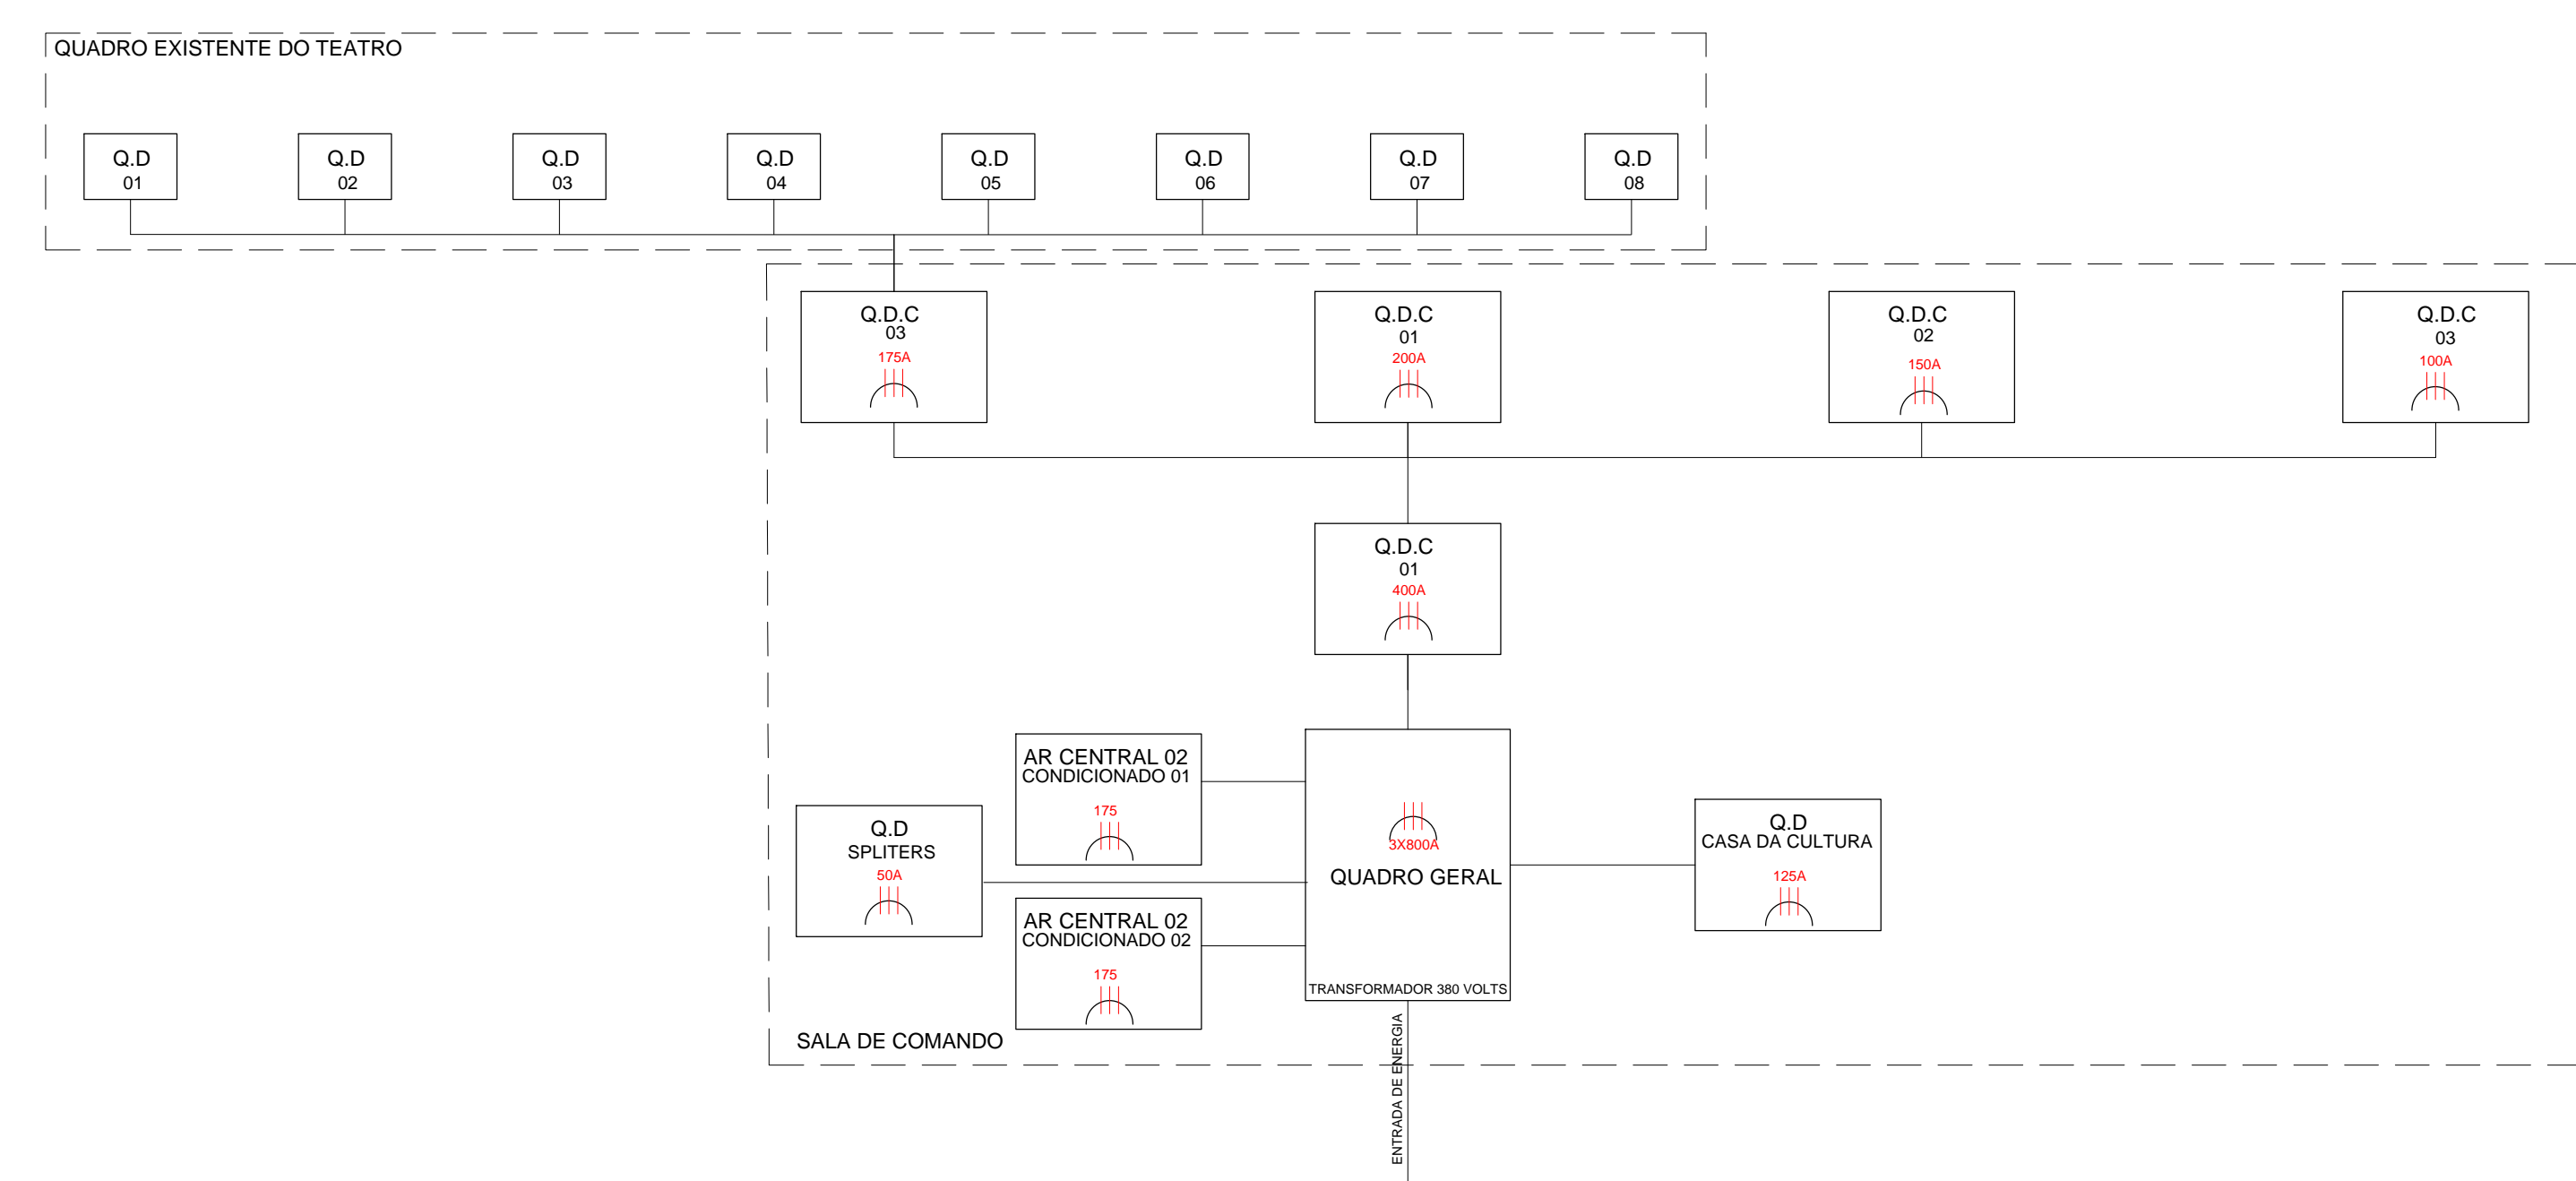 QUADRO EXISTENTE DO TEATRO
Q.D
01
Q.D
02
Q.D
03
Q.D
04
Q.D
05
Q.D
06
Q.D
07
Q.D
08
Q.D.C
03
175A
Q.D.C
01
200A
Q.D.C
02
150A
Q.D.C
03
100A
Q.D.C
01
400A
AR CENTRAL 02
CONDICIONADO 01
175
Q.D
SPLITERS
50A
AR CENTRAL 02
CONDICIONADO 02
175
3X800A
QUADRO GERAL
TRANSFORMADOR 380 VOLTS
Q.D
CASA DA CULTURA
125A
SALA DE COMANDO
ENTRADA DE ENERGIA